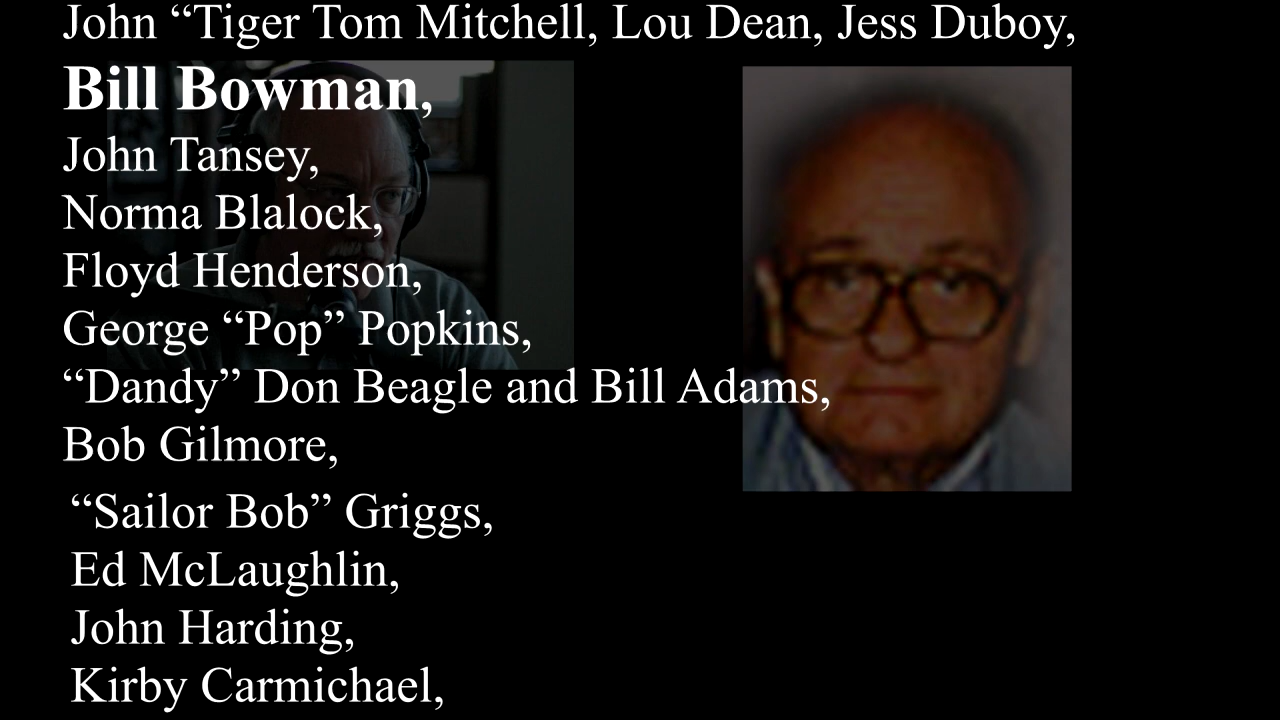 John “Tiger Tom Mitchell, Lou Dean, Jess Duboy,
Bill Bowman,
John Tansey,
Norma Blalock,
Floyd Henderson,
George “Pop” Popkins,
“Dandy” Don Beagle and Bill Adams,
Bob Gilmore,
“Sailor Bob” Griggs,
Ed McLaughlin,
John Harding,
Kirby Carmichael,